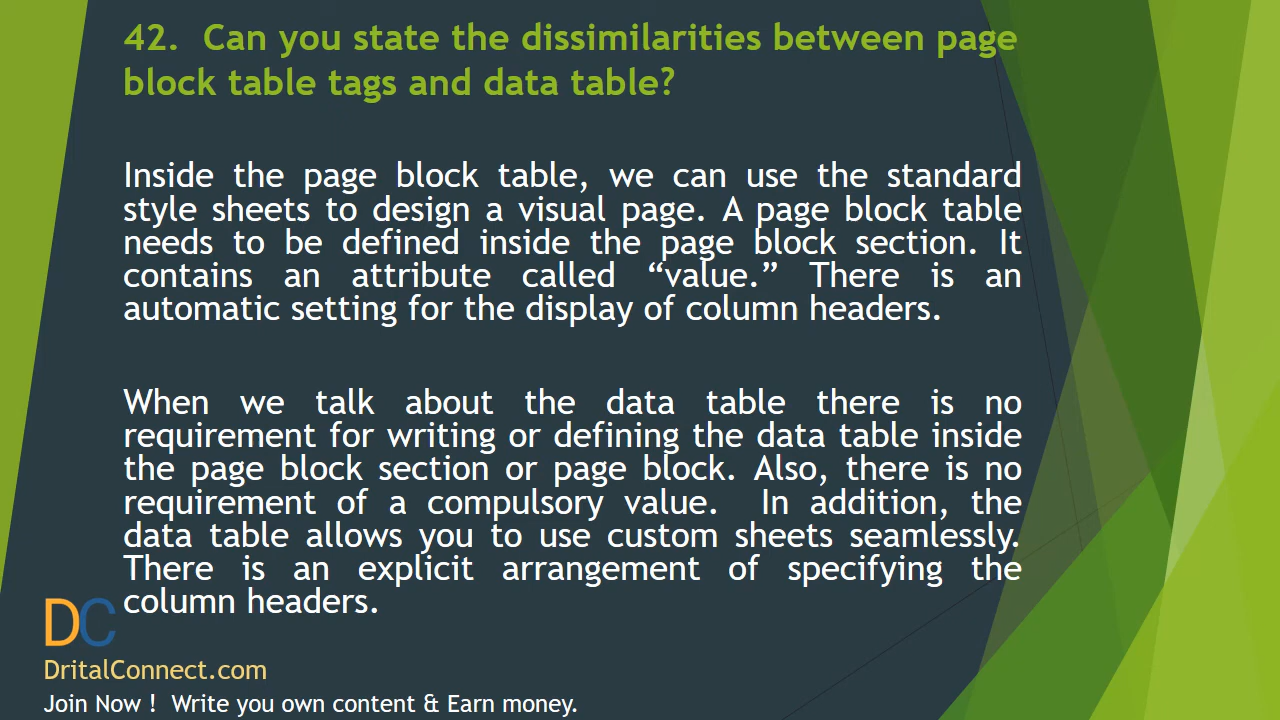 42. Can you state the dissimilarities between page
block table tags and data table?
Inside the page block table, we can use the standard
style sheets to design a visual page. A page block table
needs to be defined inside the page block section. It
contains an attribute called “value.” There is an
automatic setting for the display of column headers.
When we talk about the data table there is no
requirement for writing or defining the data table inside
the page block section or page block. Also, there is no
requirement of a compulsory value. In addition, the
data table allows you to use custom sheets seamlessly.
There is an explicit arrangement of specifying the
column headers.
DC
DritalConnect.com
Join Now ! Write you own content & Earn money.